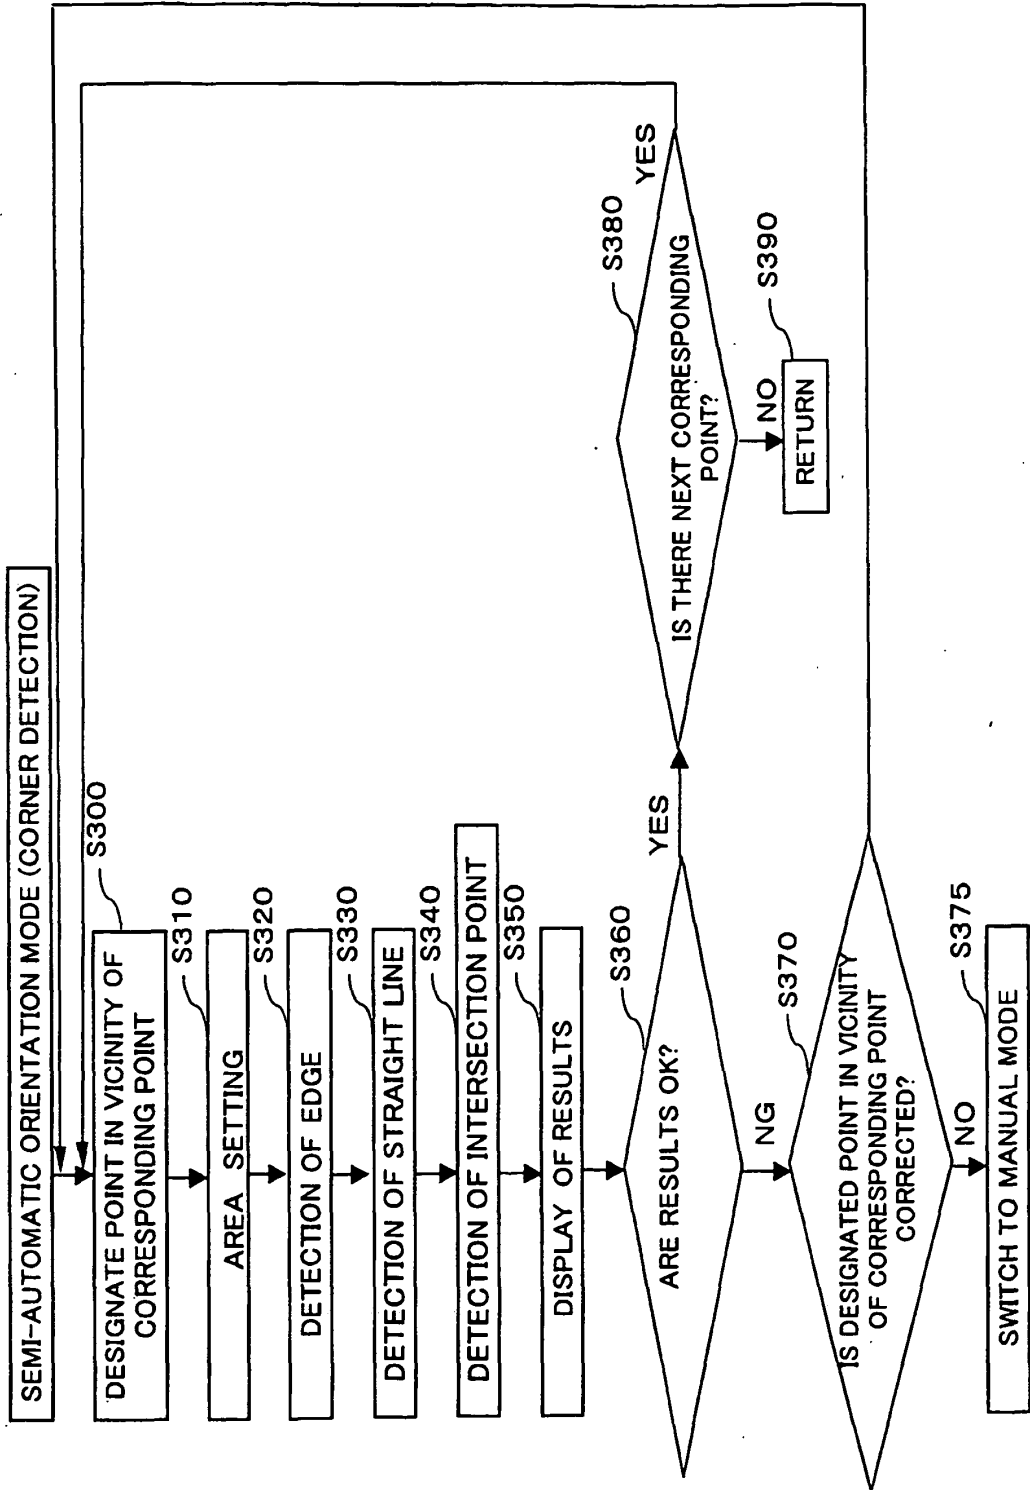 SEMI-AUTOMATIC ORIENTATION MODE (CORNER DETECTION)
S300
DESIGNATE POINT IN VICINITY OF
CORRESPONDING POINT
S310
AREA SETTING
S320
DETECTION OF EDGE
S330
DETECTION OF STRAIGHT LINE
S340
DETECTION OF INTERSECTION POINT
S350
DISPLAY OF RESULTS
S360
ARE RESULTS OK?
YES
NG
S380
IS THERE NEXT CORRESPONDING
POINT?
YES
NO
S390
RETURN
S370
IS DESIGNATED POINT IN VICINITY
OF CORRESPONDING POINT
CORRECTED?
NO
S375
SWITCH TO MANUAL MODE